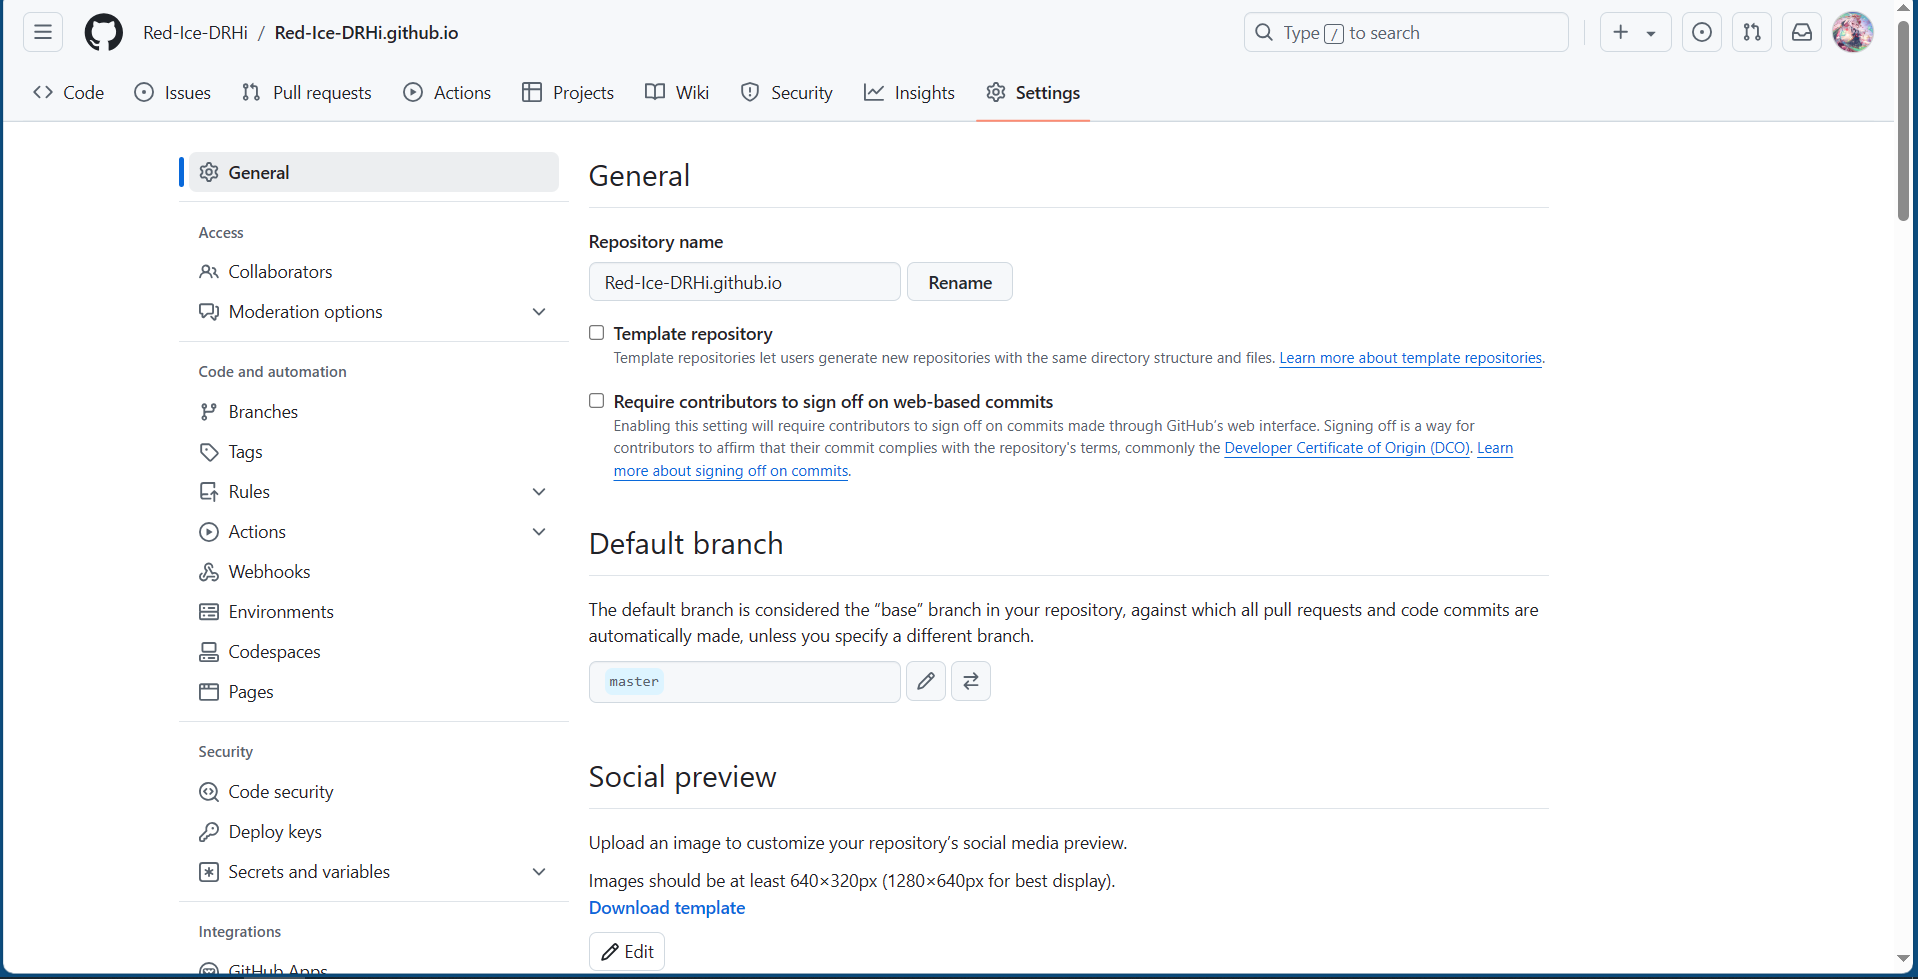 Red-Ice-DRHi / Red-Ice-DRHi.github.io
Type / to search
Code
Issues
Pull requests
Actions
Projects
Wiki
Security
Insights
Settings
General
Access
Collaborators
Moderation options
Code and automation
Branches
Tags
Rules
Actions
Webhooks
Environments
Codespaces
Pages
Security
Code security
Deploy keys
Secrets and variables
Integrations
GitHub Apps
General
Repository name
Red-Ice-DRHi.github.io
Rename
Template repository
Template repositories let users generate new repositories with the same directory structure and files. Learn more about template repositories.
Require contributors to sign off on web-based commits
Enabling this setting will require contributors to sign off on commits made through GitHub's web interface. Signing off is a way for
contributors to affirm that their commit complies with the repository's terms, commonly the Developer Certificate of Origin (DCO). Learn
more about signing off on commits.
Default branch
The default branch is considered the “base” branch in your repository, against which all pull requests and code commits are
automatically made, unless you specify a different branch.
master
Social preview
Upload an image to customize your repository’s social media preview.
Images should be at least 640×320px (1280×640px for best display).
Download template
Edit